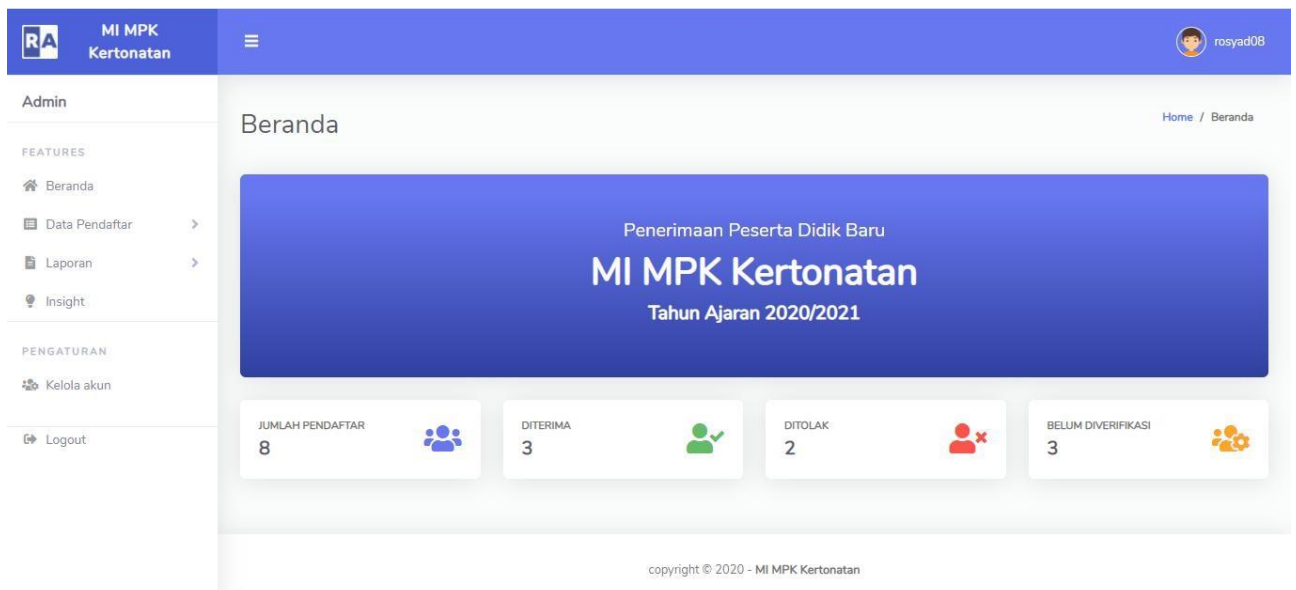 RA
MI MPK
Kertonatan
rosyad08
Admin
FEATURES
Beranda
Data Pendaftar
Laporan
Insight
PENGATURAN
Kelola akun
Logout
Beranda
Home / Beranda
Penerimaan Peserta Didik Baru
MI MPK Kertonatan
Tahun Ajaran 2020/2021
JUMLAH PENDAFTAR
8
DITERIMA
3
DITOLAK
2
BELUM DIVERIFIKASI
3
copyright © 2020 - MI MPK Kertonatan